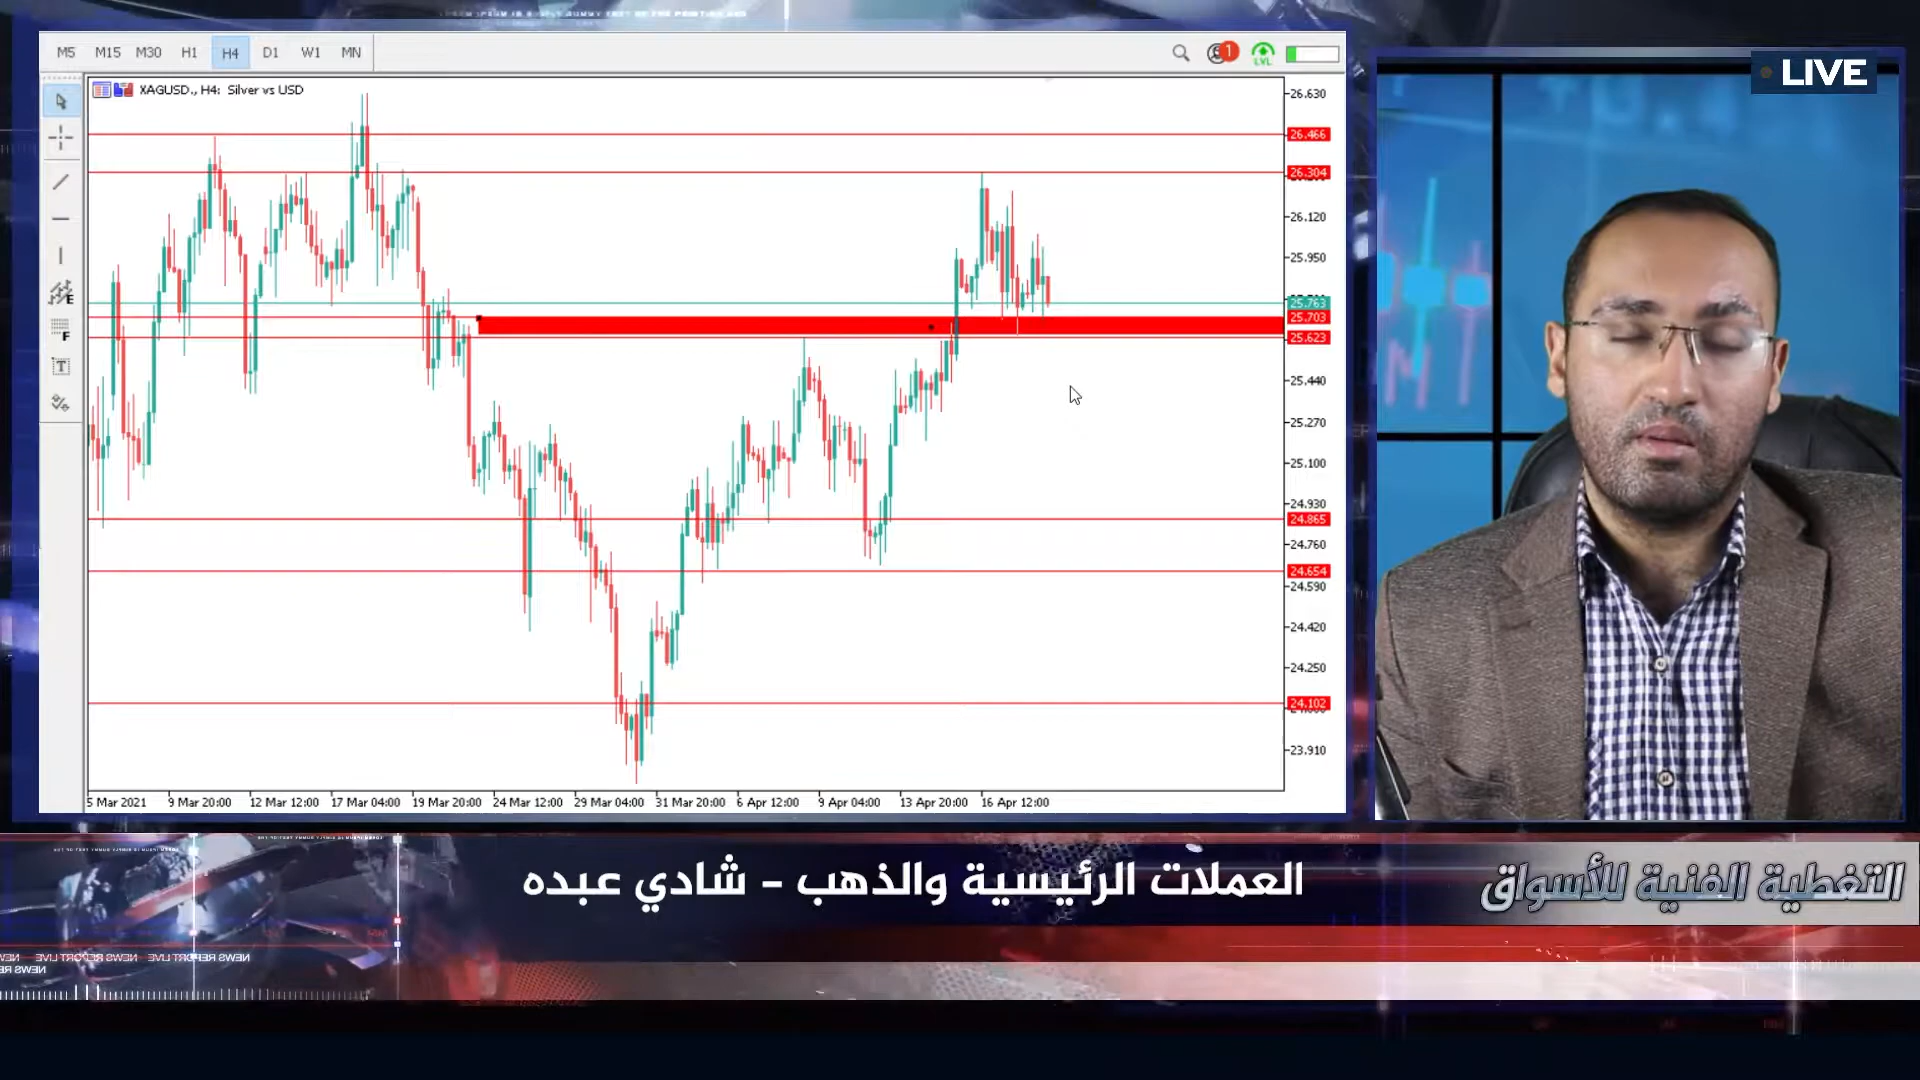 M5 M15 M30 H1 H4 D1 W1 MN
1
LVL
LIVE
XAGUSD., H4: Silver vs USD
26.630
26.466
26.304
26.120
25.950
25.763
25.703
25.623
25.440
25.270
25.100
24.930
24.865
24.760
24.654
24.590
24.420
24.250
24.102
23.910
E
F
T
5 Mar 2021 9 Mar 20:00 12 Mar 12:00 17 Mar 04:00 19 Mar 20:00 24 Mar 12:00 29 Mar 04:00 31 Mar 20:00 6 Apr 12:00 9 Apr 04:00 13 Apr 20:00 16 Apr 12:00
التغطية الفنية للأسواق
العملات الرئيسية والذهب - شادي عبده